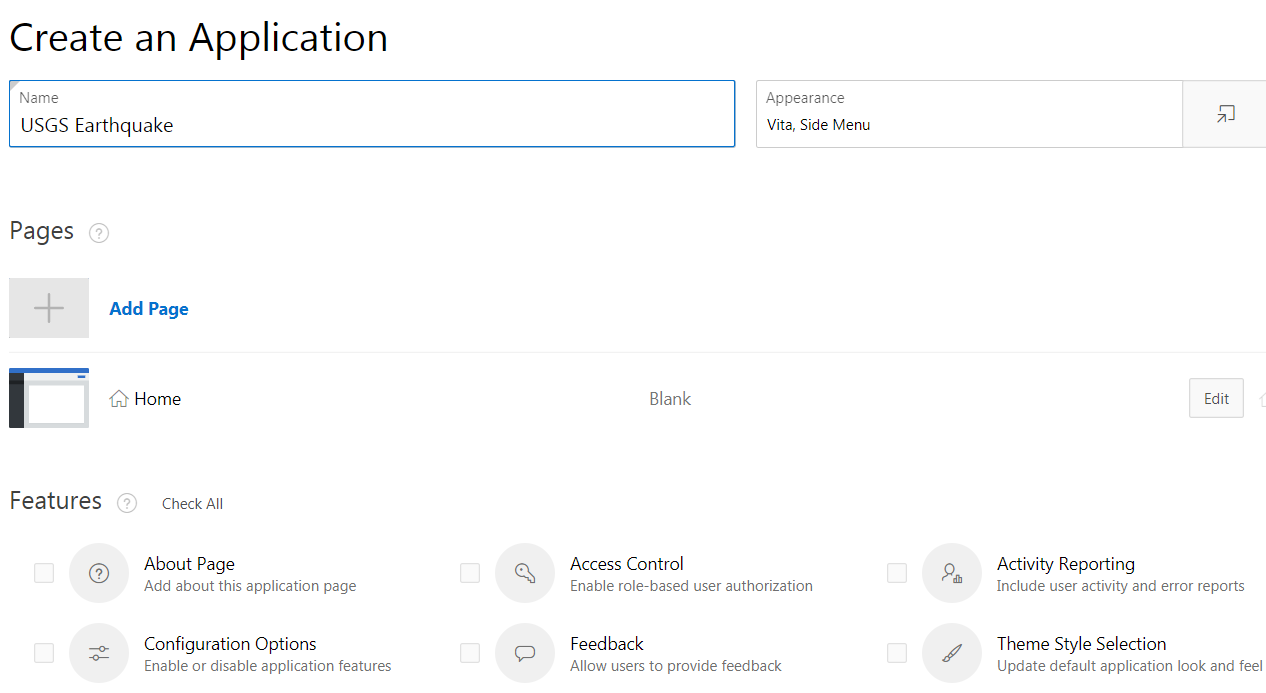 Create an Application
Name
USGS Earthquake
Appearance
Vita, Side Menu
Pages ?
Add Page
Home Blank Edit
Features ? Check All
About Page
Add about this application page
Access Control
Enable role-based user authorization
Activity Reporting
Include user activity and error reports
Configuration Options
Enable or disable application features
Feedback
Allow users to provide feedback
Theme Style Selection
Update default application look and feel